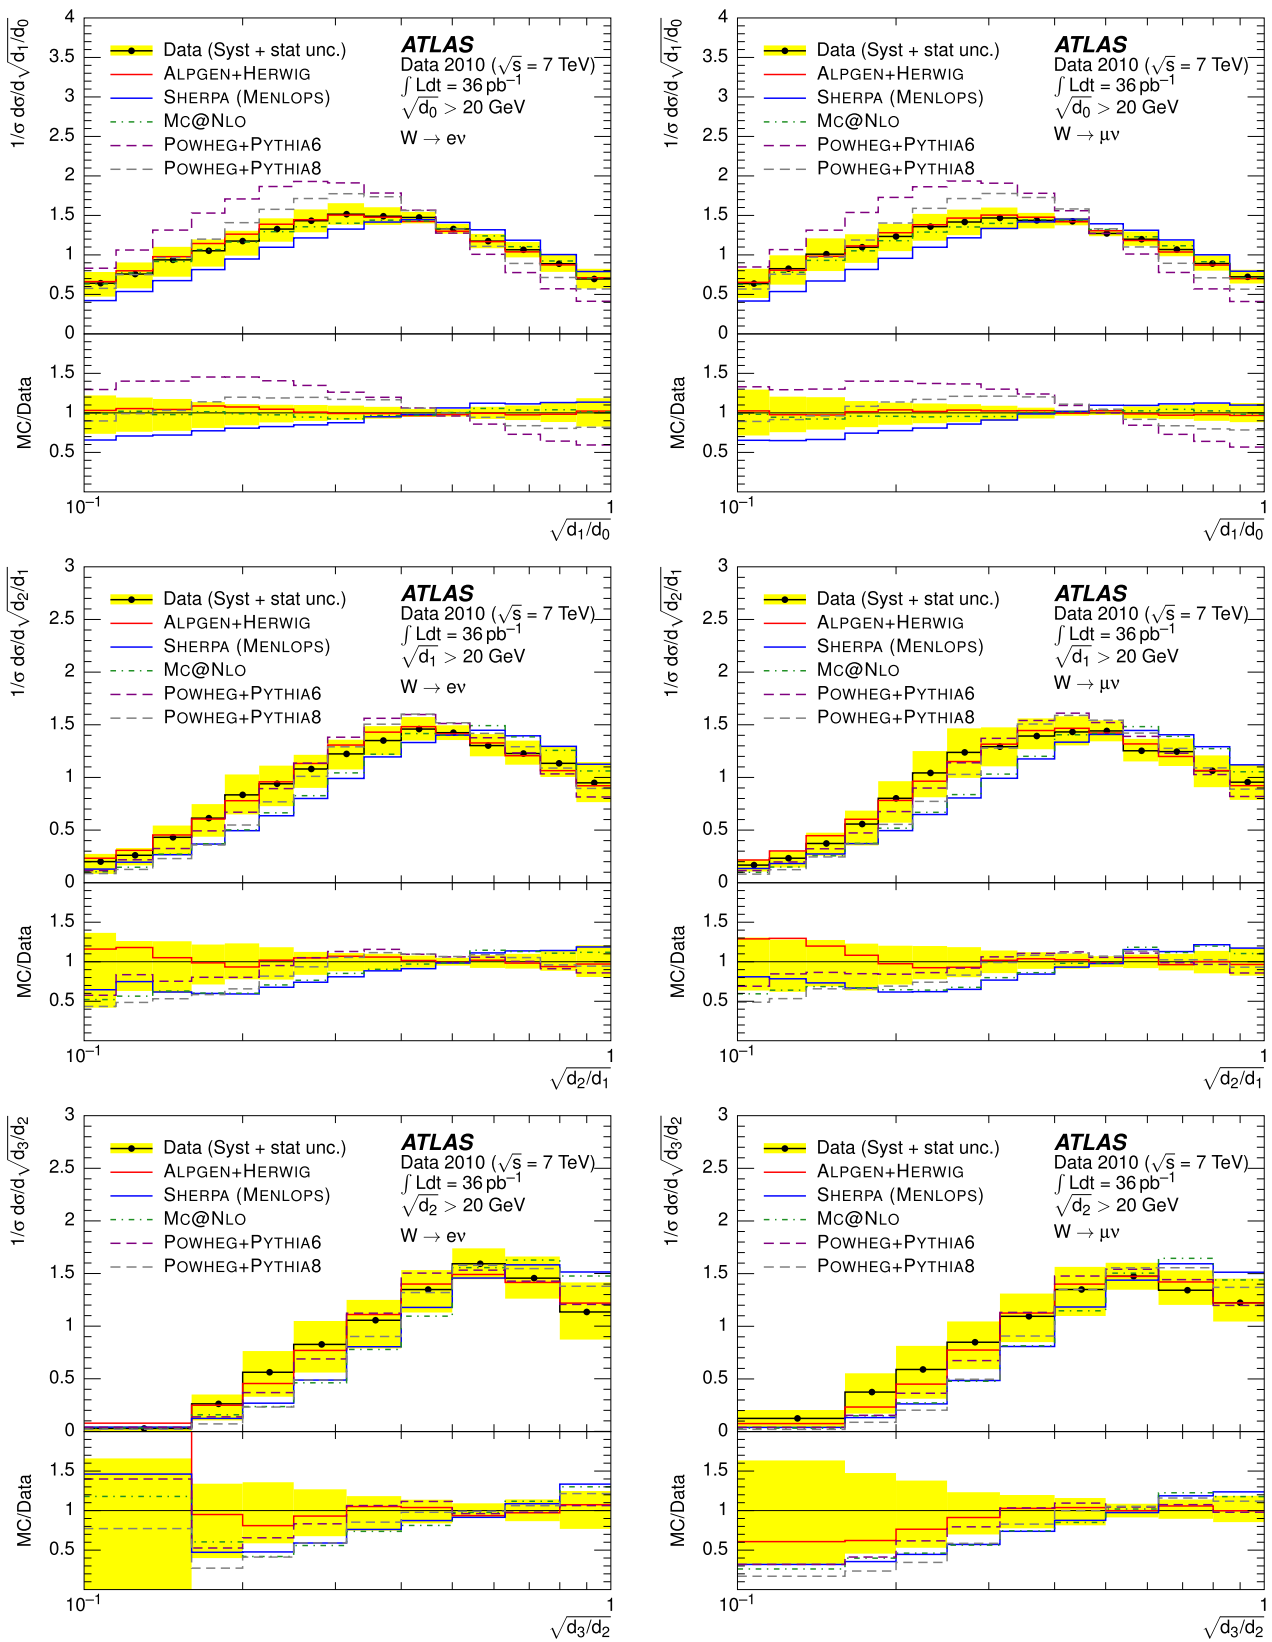 1/σ dσ/d√d₁/d₀
4
3.5
3
2.5
2
1.5
1
0.5
0
Data (Syst + stat unc.)
ALPGEN+HERWIG
SHERPA (MENLOPS)
MC@NLO
POWHEG+PYTHIA6
POWHEG+PYTHIA8
ATLAS
Data 2010 (√s = 7 TeV)
∫ Ldt = 36 pb⁻¹
√d₀ > 20 GeV
W → eν
MC/Data
1.5
1
0.5
10⁻¹ 1
√d₁/d₀
1/σ dσ/d√d₁/d₀
4
3.5
3
2.5
2
1.5
1
0.5
0
Data (Syst + stat unc.)
ALPGEN+HERWIG
SHERPA (MENLOPS)
MC@NLO
POWHEG+PYTHIA6
POWHEG+PYTHIA8
ATLAS
Data 2010 (√s = 7 TeV)
∫ Ldt = 36 pb⁻¹
√d₀ > 20 GeV
W → μν
MC/Data
1.5
1
0.5
10⁻¹ 1
√d₁/d₀
1/σ dσ/d√d₂/d₁
3
2.5
2
1.5
1
0.5
0
Data (Syst + stat unc.)
ALPGEN+HERWIG
SHERPA (MENLOPS)
MC@NLO
POWHEG+PYTHIA6
POWHEG+PYTHIA8
ATLAS
Data 2010 (√s = 7 TeV)
∫ Ldt = 36 pb⁻¹
√d₁ > 20 GeV
W → eν
MC/Data
1.5
1
0.5
10⁻¹ 1
√d₂/d₁
1/σ dσ/d√d₂/d₁
3
2.5
2
1.5
1
0.5
0
Data (Syst + stat unc.)
ALPGEN+HERWIG
SHERPA (MENLOPS)
MC@NLO
POWHEG+PYTHIA6
POWHEG+PYTHIA8
ATLAS
Data 2010 (√s = 7 TeV)
∫ Ldt = 36 pb⁻¹
√d₁ > 20 GeV
W → μν
MC/Data
1.5
1
0.5
10⁻¹ 1
√d₂/d₁
1/σ dσ/d√d₃/d₂
3
2.5
2
1.5
1
0.5
0
Data (Syst + stat unc.)
ALPGEN+HERWIG
SHERPA (MENLOPS)
MC@NLO
POWHEG+PYTHIA6
POWHEG+PYTHIA8
ATLAS
Data 2010 (√s = 7 TeV)
∫ Ldt = 36 pb⁻¹
√d₂ > 20 GeV
W → eν
MC/Data
1.5
1
0.5
10⁻¹ 1
√d₃/d₂
1/σ dσ/d√d₃/d₂
3
2.5
2
1.5
1
0.5
0
Data (Syst + stat unc.)
ALPGEN+HERWIG
SHERPA (MENLOPS)
MC@NLO
POWHEG+PYTHIA6
POWHEG+PYTHIA8
ATLAS
Data 2010 (√s = 7 TeV)
∫ Ldt = 36 pb⁻¹
√d₂ > 20 GeV
W → μν
MC/Data
1.5
1
0.5
10⁻¹ 1
√d₃/d₂